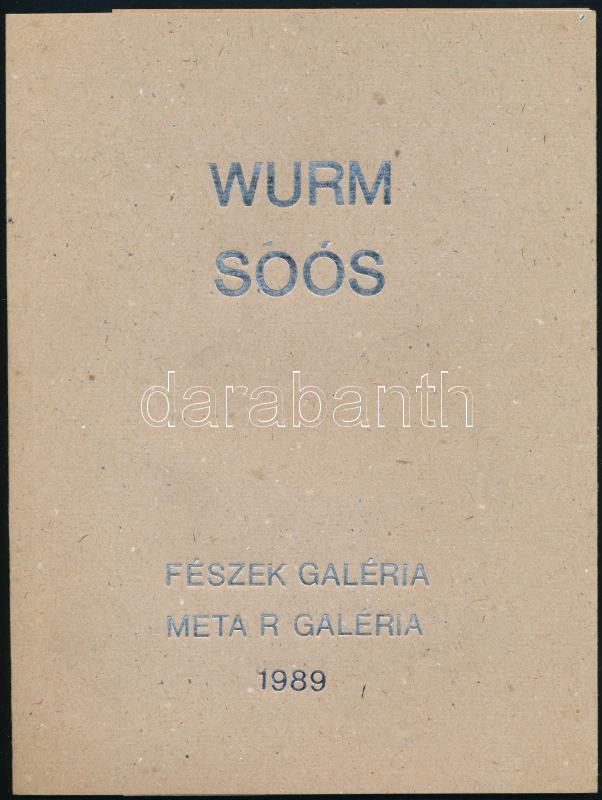 WURM
SOÓS
darabanth
FÉSZEK GALÉRIA
META R GALÉRIA
1989